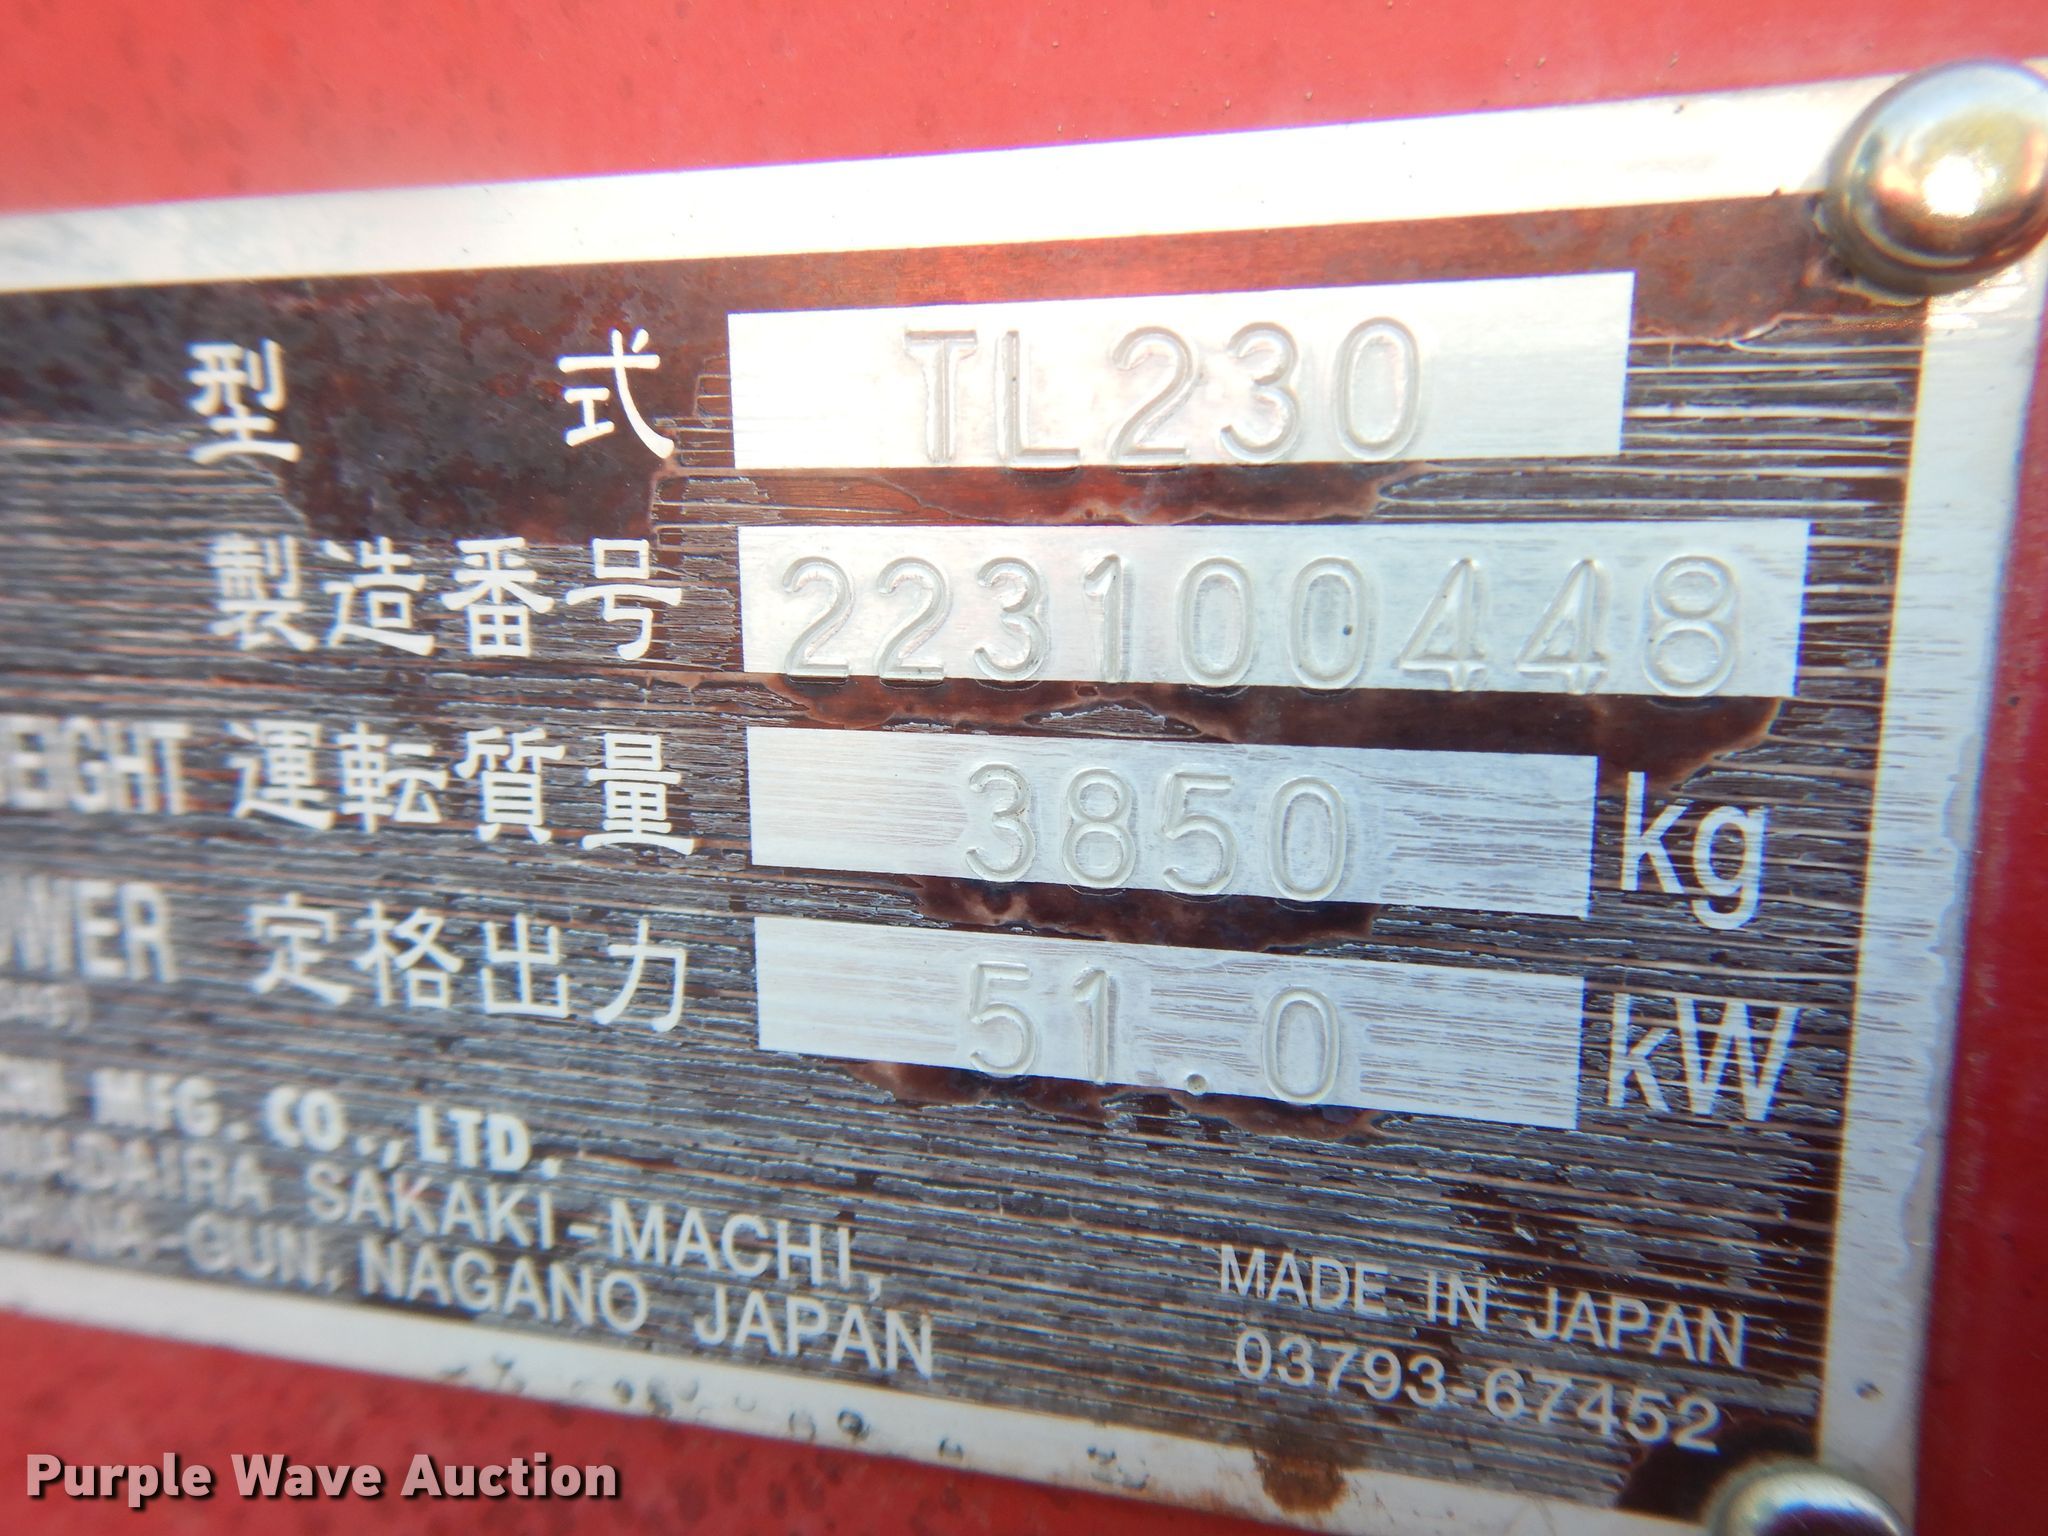 型式 TL230
製造番号 223100448
運転質量 3850 kg
定格出力 51.0 kW
MFG. CO., LTD.
SAKAKI-MACHI,
GUN, NAGANO JAPAN
MADE IN JAPAN
03793-67452
Purple Wave Auction